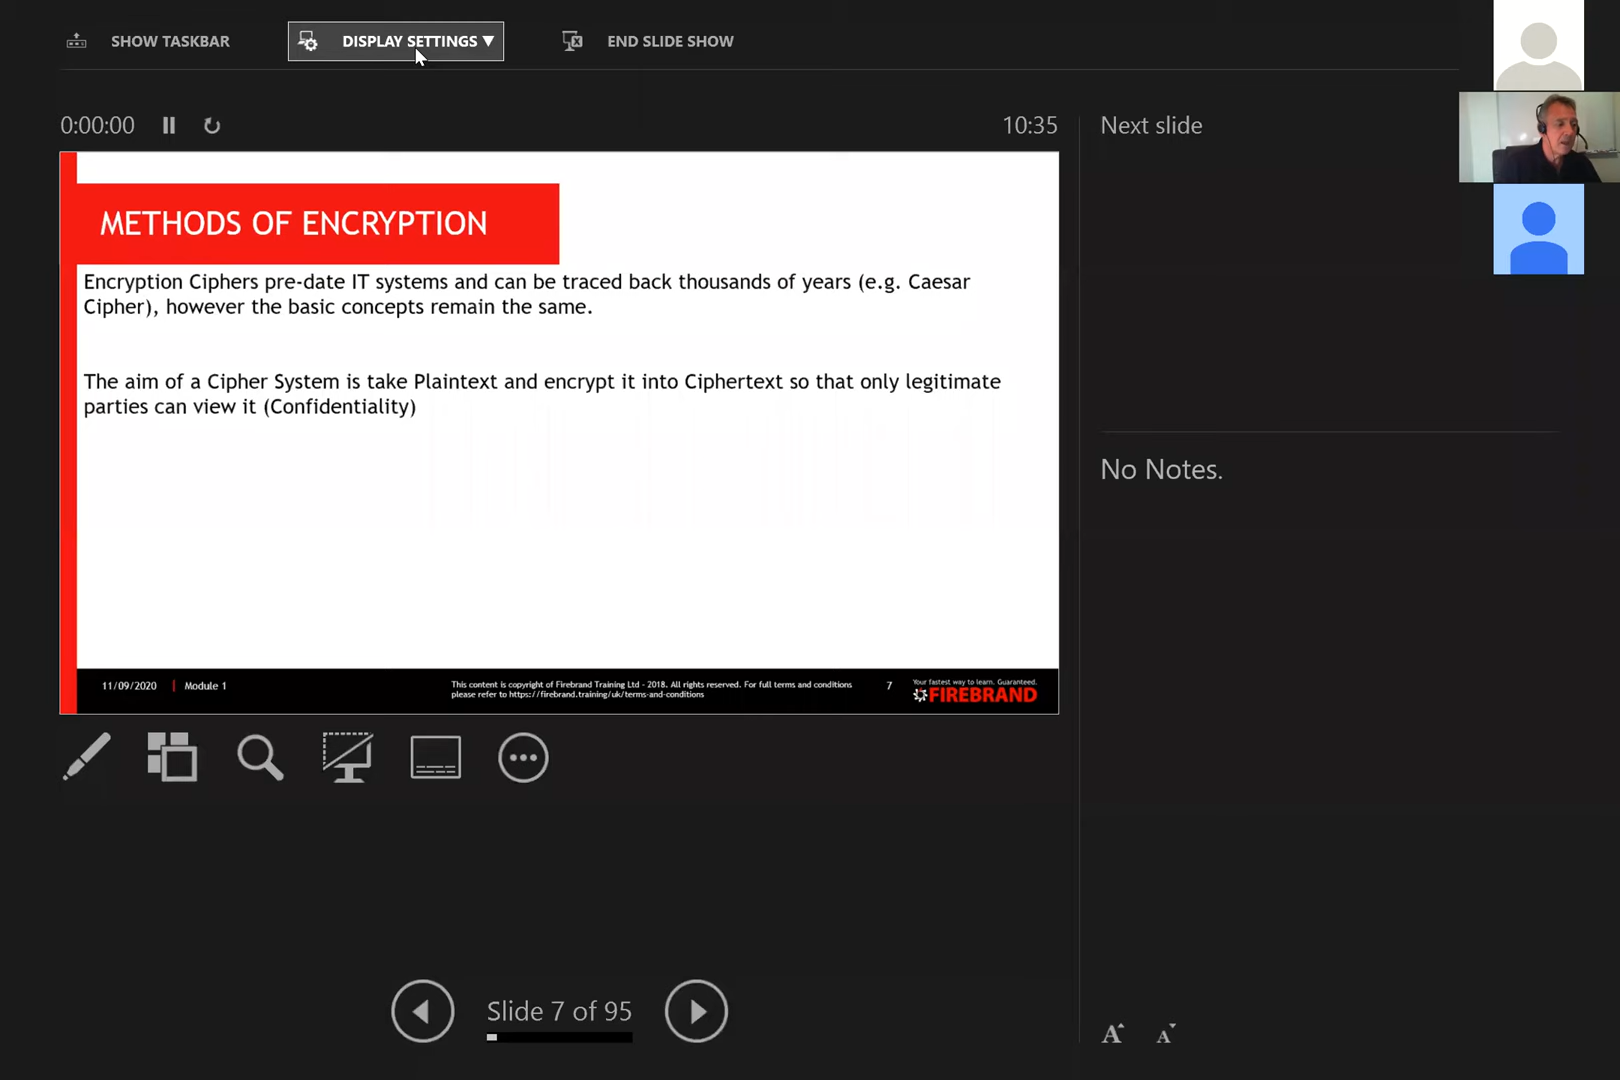 SHOW TASKBAR
DISPLAY SETTINGS ▼
END SLIDE SHOW
0:00:00
10:35
Next slide
METHODS OF ENCRYPTION
Encryption Ciphers pre-date IT systems and can be traced back thousands of years (e.g. Caesar
Cipher), however the basic concepts remain the same.
The aim of a Cipher System is take Plaintext and encrypt it into Ciphertext so that only legitimate
parties can view it (Confidentiality)
No Notes.
11/09/2020 | Module 1
This content is copyright of Firebrand Training Ltd - 2018. All rights reserved. For full terms and conditions
please refer to https://firebrand.training/uk/terms-and-conditions
7
Your fastest way to learn. Guaranteed.
FIREBRAND
Slide 7 of 95
A A